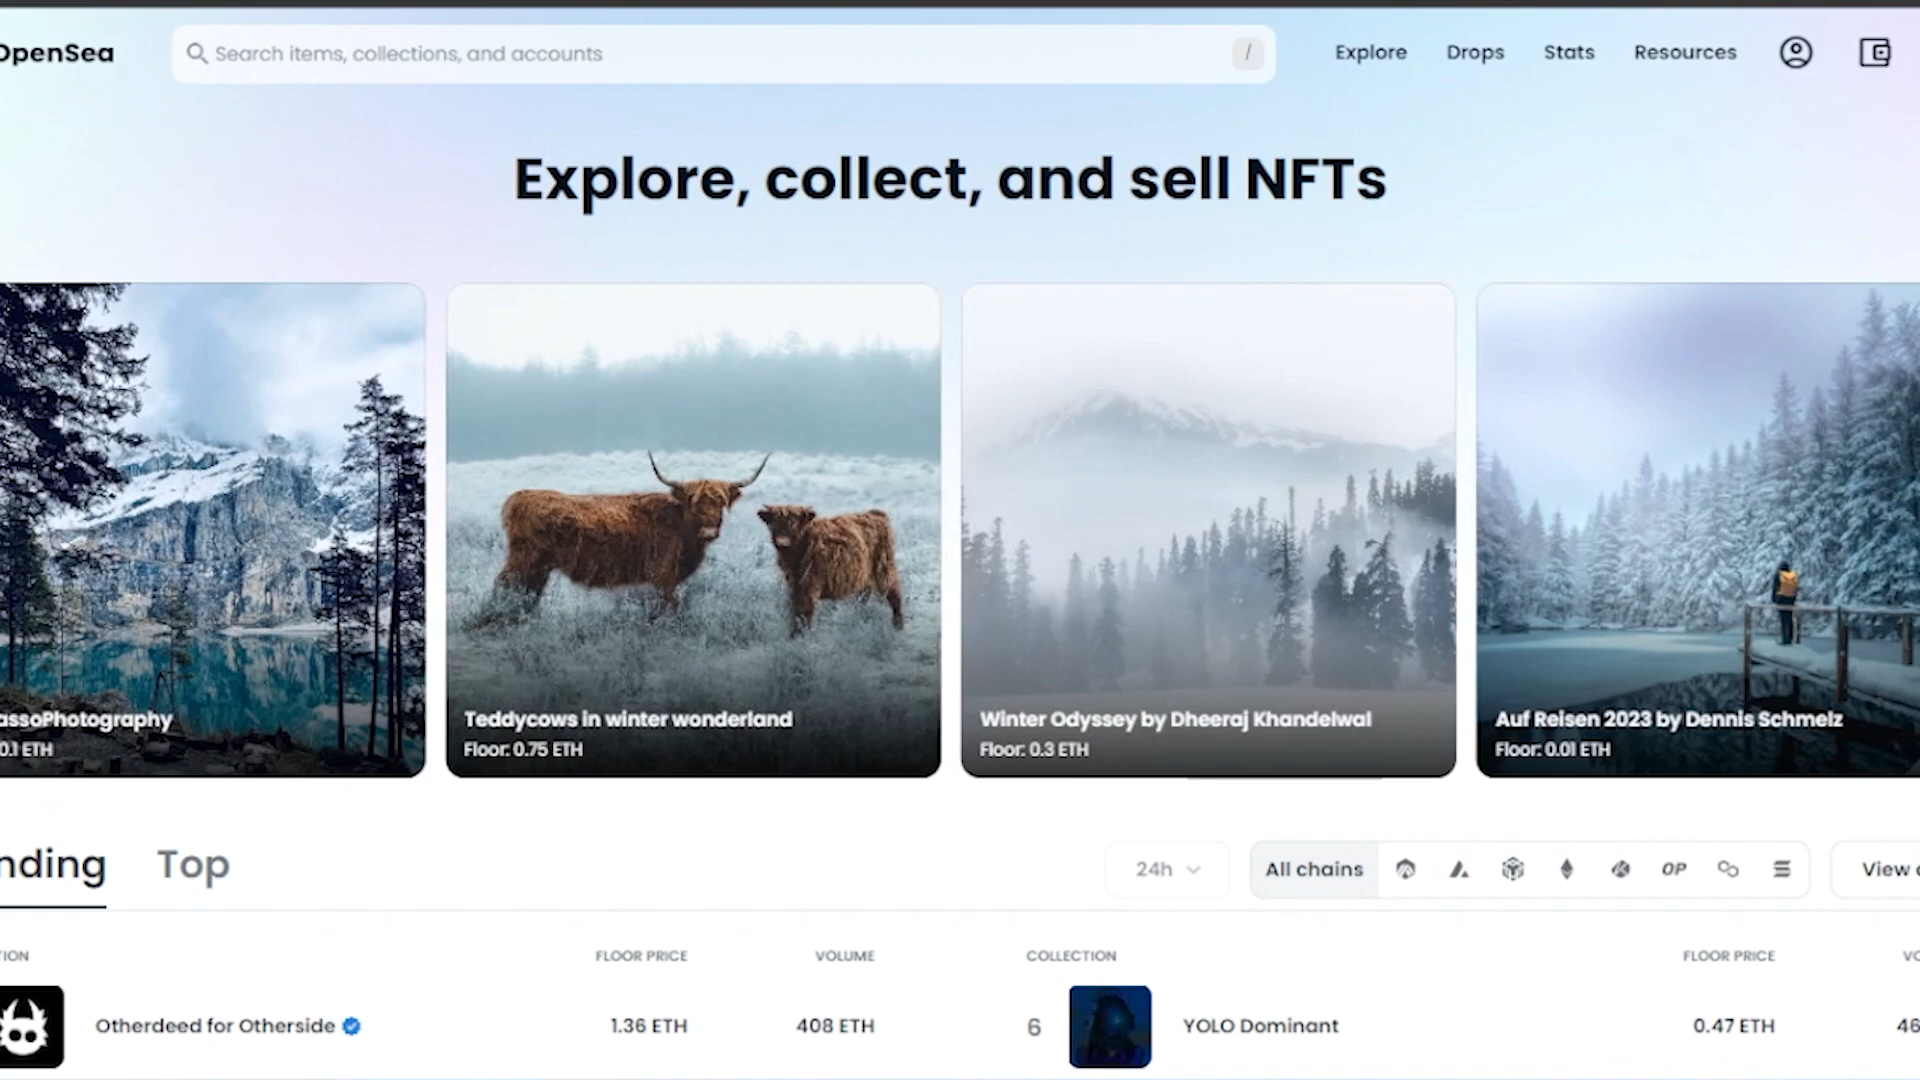 OpenSea
Search items, collections, and accounts
/
Explore
Drops
Stats
Resources
Explore, collect, and sell NFTs
assoPhotography
0.1 ETH
Teddycows in winter wonderland
Floor: 0.75 ETH
Winter Odyssey by Dheeraj Khandelwal
Floor: 0.3 ETH
Auf Reisen 2023 by Dennis Schmelz
Floor: 0.01 ETH
nding
Top
24h
All chains
OP
View
TION
FLOOR PRICE
VOLUME
COLLECTION
FLOOR PRICE
VO
Otherdeed for Otherside
1.36 ETH
408 ETH
6
YOLO Dominant
0.47 ETH
46